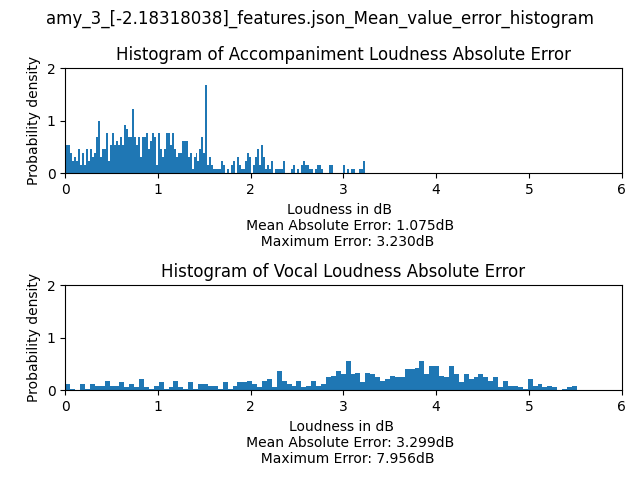 amy_3_[-2.18318038]_features.json_Mean_value_error_histogram
Histogram of Accompaniment Loudness Absolute Error
Probability density
2
1
0
0 1 2 3 4 5 6
Loudness in dB
Mean Absolute Error: 1.075dB
Maximum Error: 3.230dB
Histogram of Vocal Loudness Absolute Error
Probability density
2
1
0
0 1 2 3 4 5 6
Loudness in dB
Mean Absolute Error: 3.299dB
Maximum Error: 7.956dB